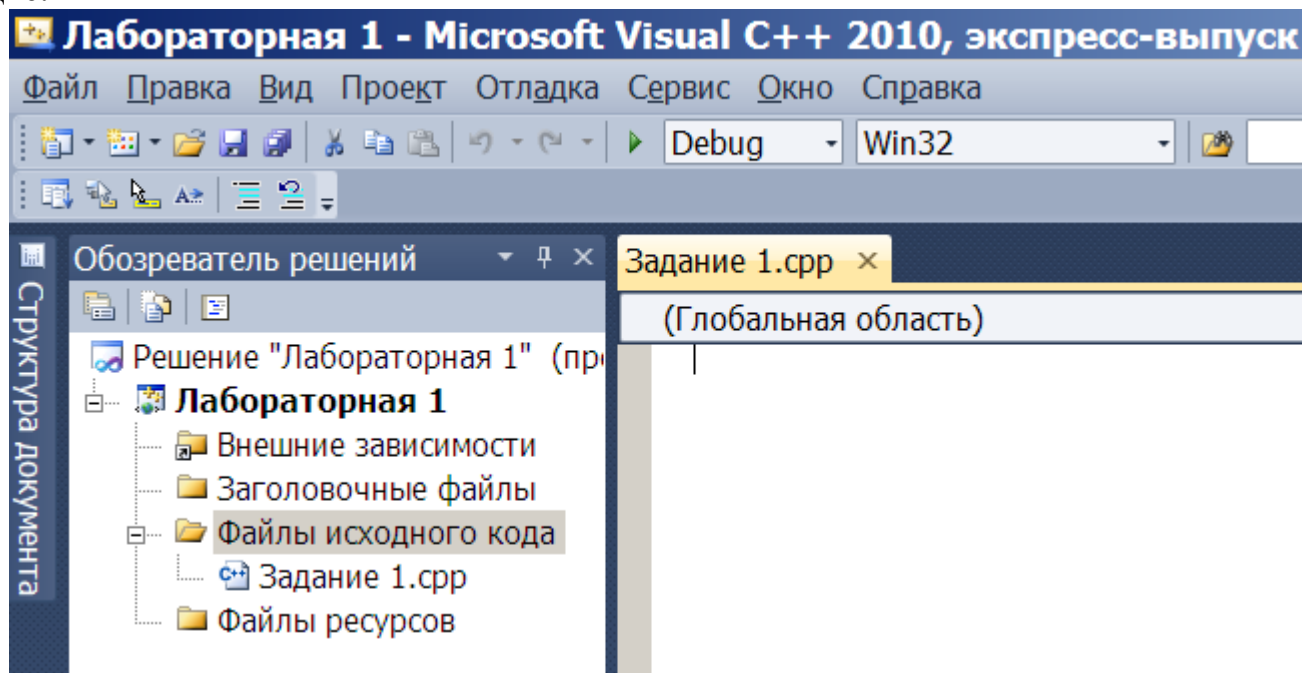 Лабораторная 1 - Microsoft Visual C++ 2010, экспресс-выпуск
Файл Правка Вид Проект Отладка Сервис Окно Справка
Debug Win32
Структура документа
Обозреватель решений
Задание 1.cpp
(Глобальная область)
Решение "Лабораторная 1" (про
Лабораторная 1
Внешние зависимости
Заголовочные файлы
Файлы исходного кода
Задание 1.cpp
Файлы ресурсов